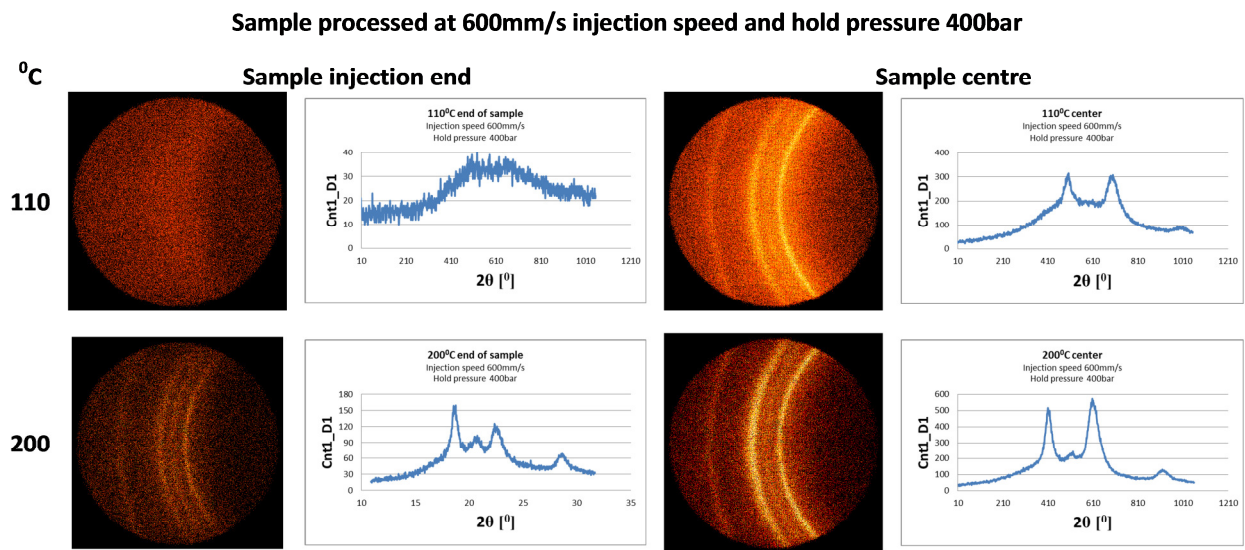 Sample processed at 600mm/s injection speed and hold pressure 400bar
⁰C
Sample injection end
Sample centre
110
110⁰C end of sample
Injection speed 600mm/s
Hold pressure 400bar
Cnt1_D1
40
30
20
10
0
10 210 410 610 810 1010 1210
2θ [⁰]
110⁰C center
Injection speed 600mm/s
Hold pressure 400bar
Cnt1_D1
400
300
200
100
0
10 210 410 610 810 1010 1210
2θ [⁰]
200
200⁰C end of sample
Injection speed 600mm/s
Hold pressure 400bar
Cnt1_D1
180
150
120
90
60
30
0
10 15 20 25 30 35
2θ [⁰]
200⁰C center
Injection speed 600mm/s
Hold pressure 400bar
Cnt1_D1
600
500
400
300
200
100
0
10 210 410 610 810 1010 1210
2θ [⁰]